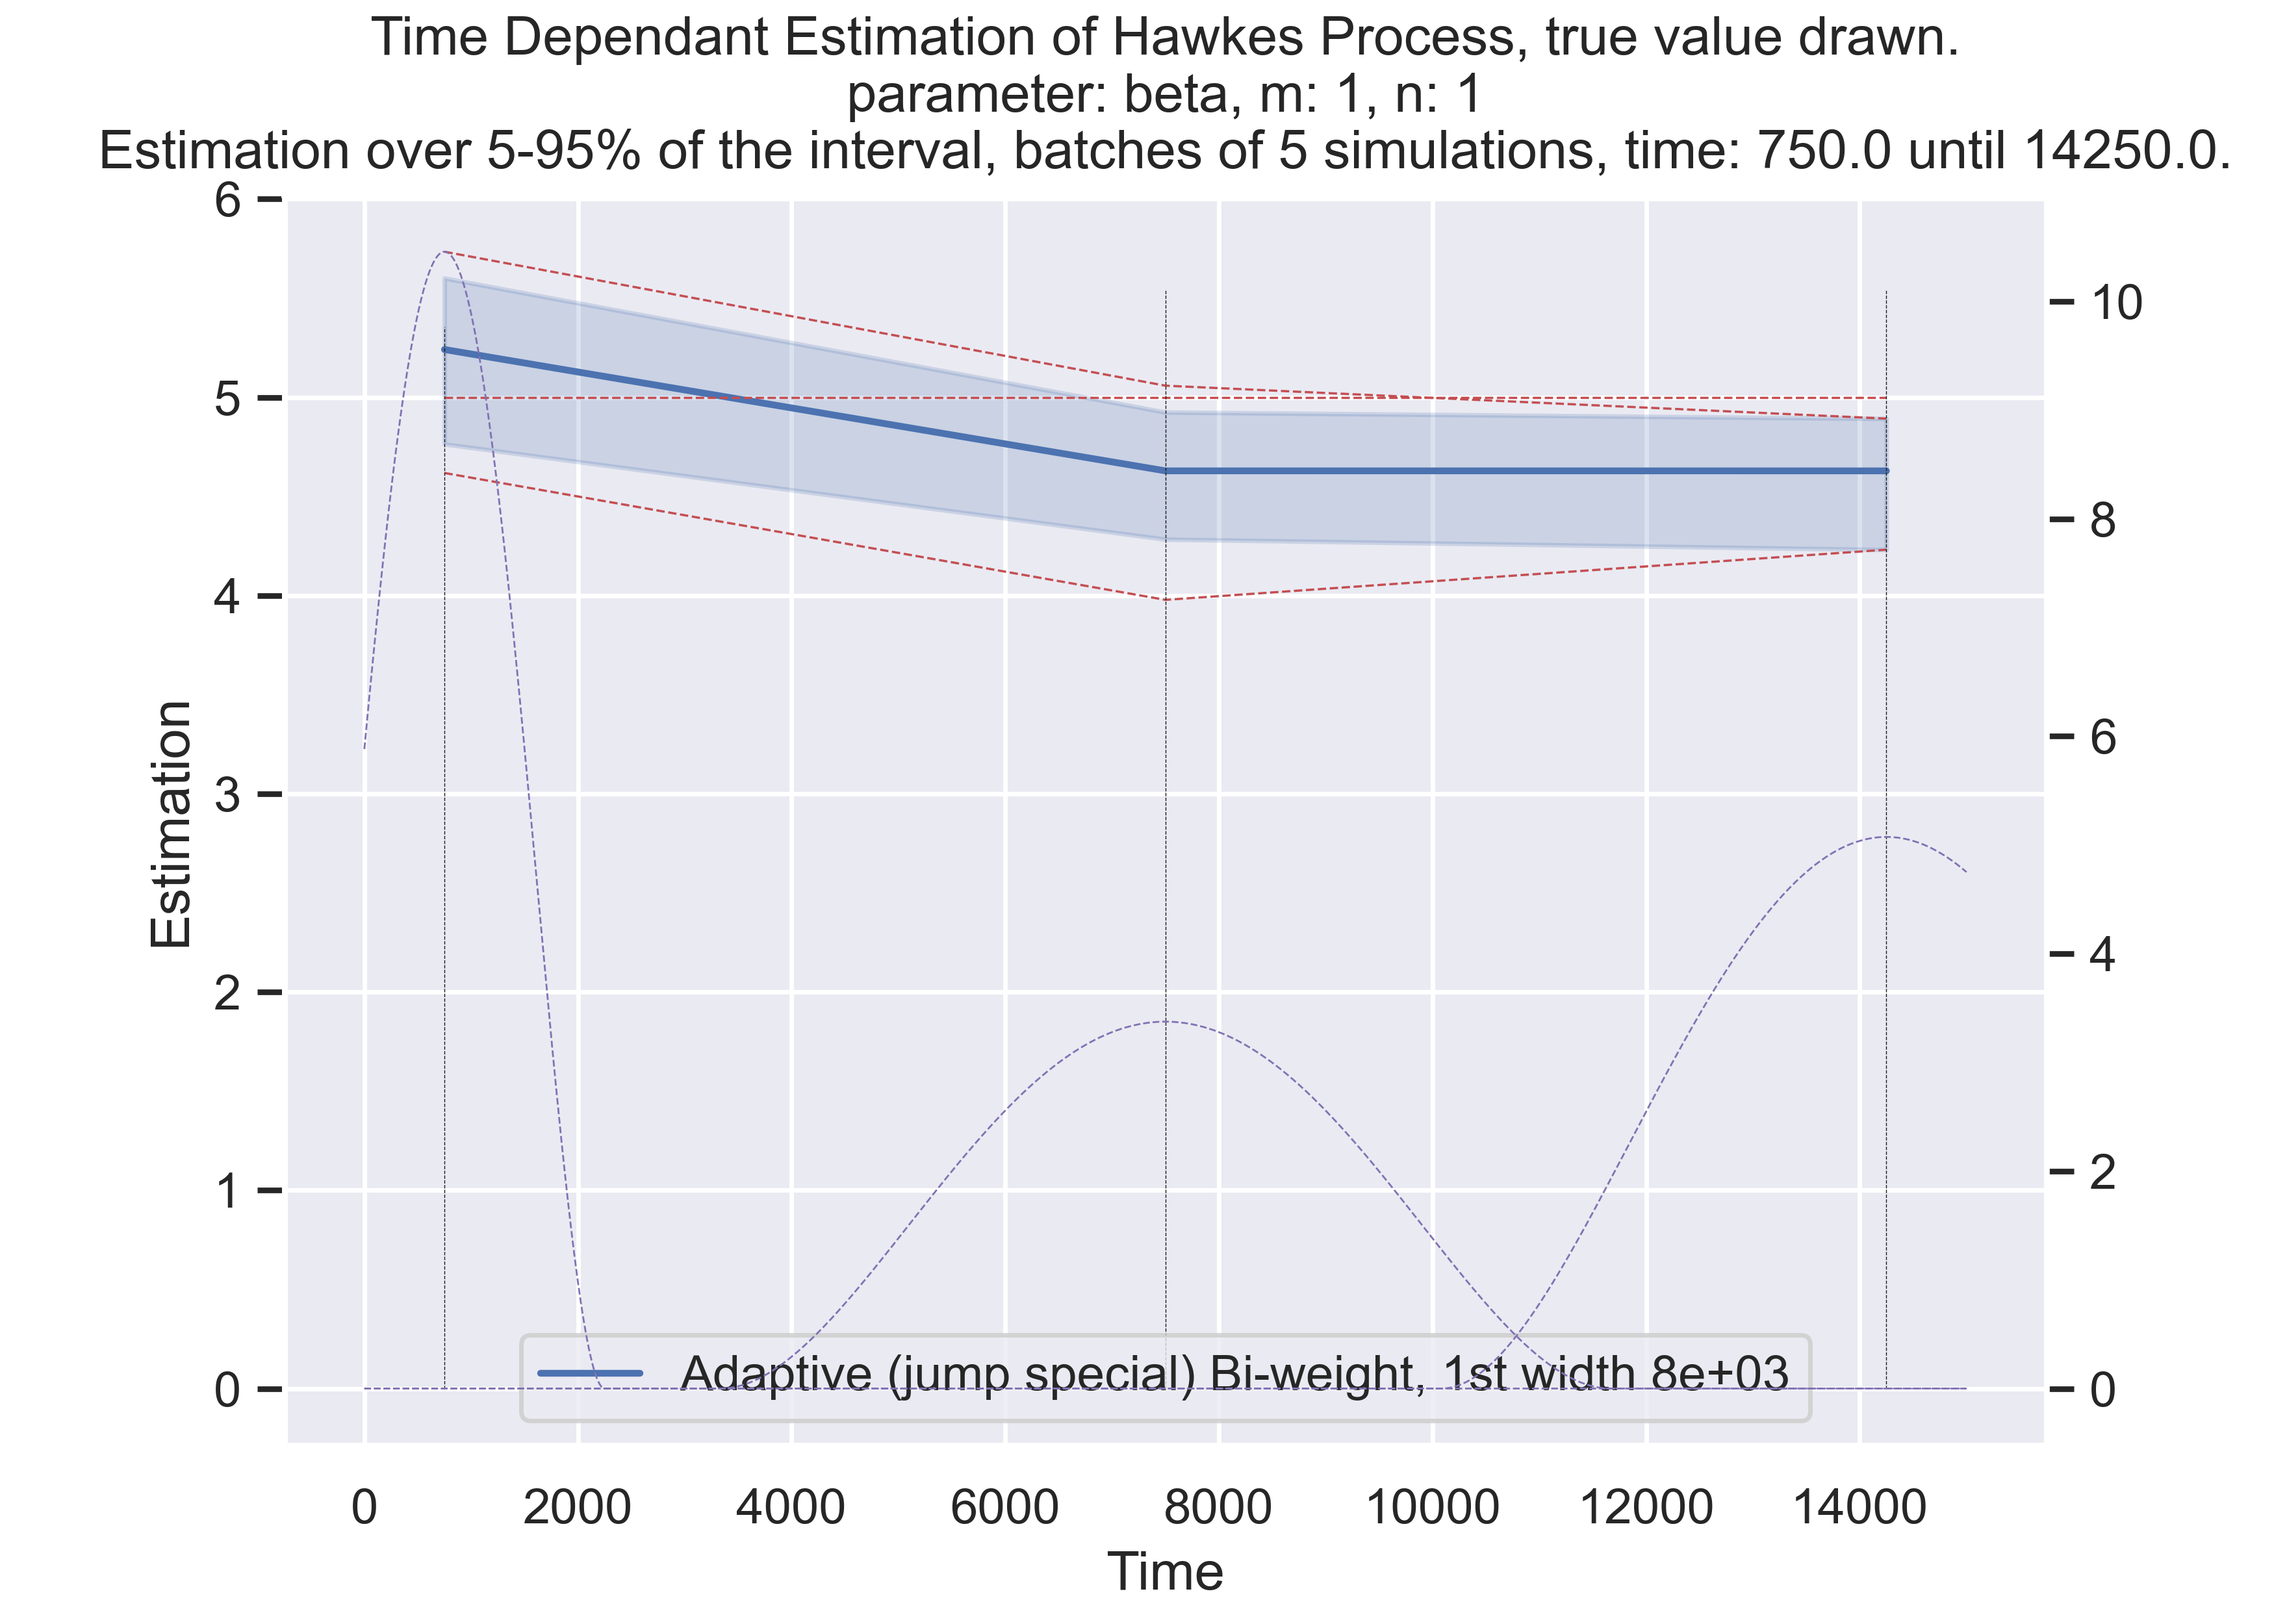 Time Dependant Estimation of Hawkes Process, true value drawn.
parameter: beta, m: 1, n: 1
Estimation over 5-95% of the interval, batches of 5 simulations, time: 750.0 until 14250.0.
6
5
4
3
2
1
0
Estimation
10
8
6
4
2
0
Adaptive (jump special) Bi-weight, 1st width 8e+03
0 2000 4000 6000 8000 10000 12000 14000
Time